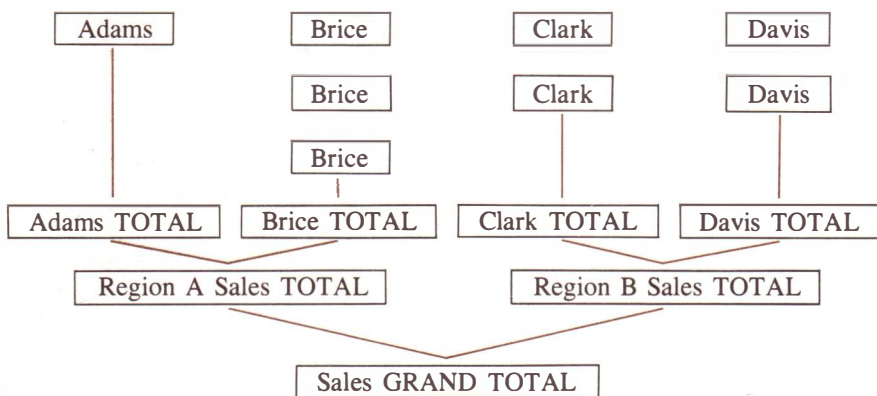 Adams Brice Clark Davis
Brice Clark Davis
Brice
Adams TOTAL Brice TOTAL Clark TOTAL Davis TOTAL
Region A Sales TOTAL Region B Sales TOTAL
Sales GRAND TOTAL